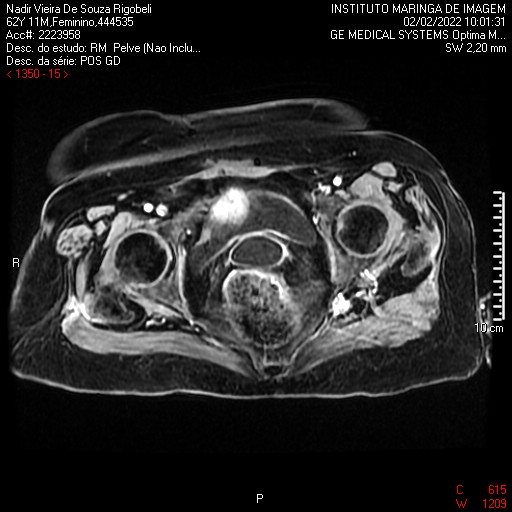 Nadir Vieira De Souza Rigobeli
62Y 11M,Feminino,444535
Acc#: 2223958
Desc. do estudo: RM Pelve (Nao Inclu...
Desc. da série: POS GD
< 1350 - 15 >
INSTITUTO MARINGA DE IMAGEM
02/02/2022 10:01:31
GE MEDICAL SYSTEMS Optima M...
SW 2,20 mm
R
10 cm
P
C 615
W 1209